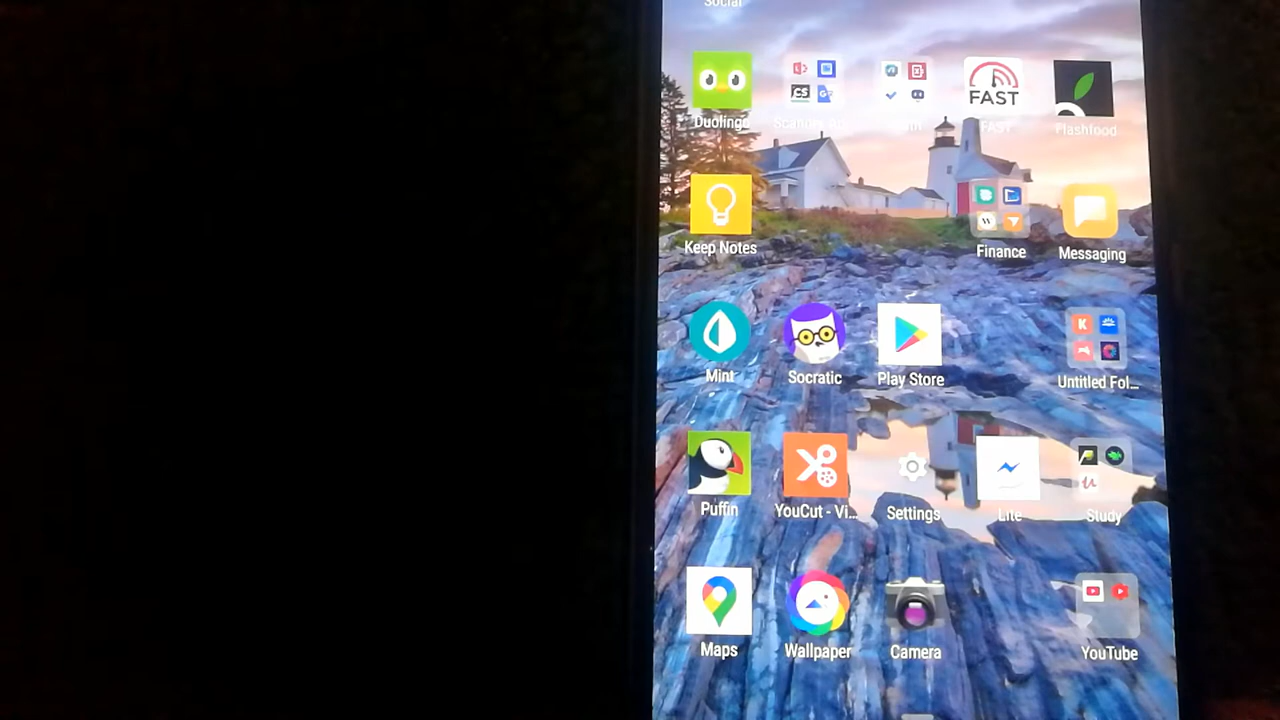 Social
Duolingo
FAST
FAST
Flashfood
Keep Notes
Finance
Messaging
Mint
Socratic
Play Store
Untitled Fol...
Puffin
YouCut - Vi...
Settings
Lite
Study
Maps
Wallpaper
Camera
YouTube